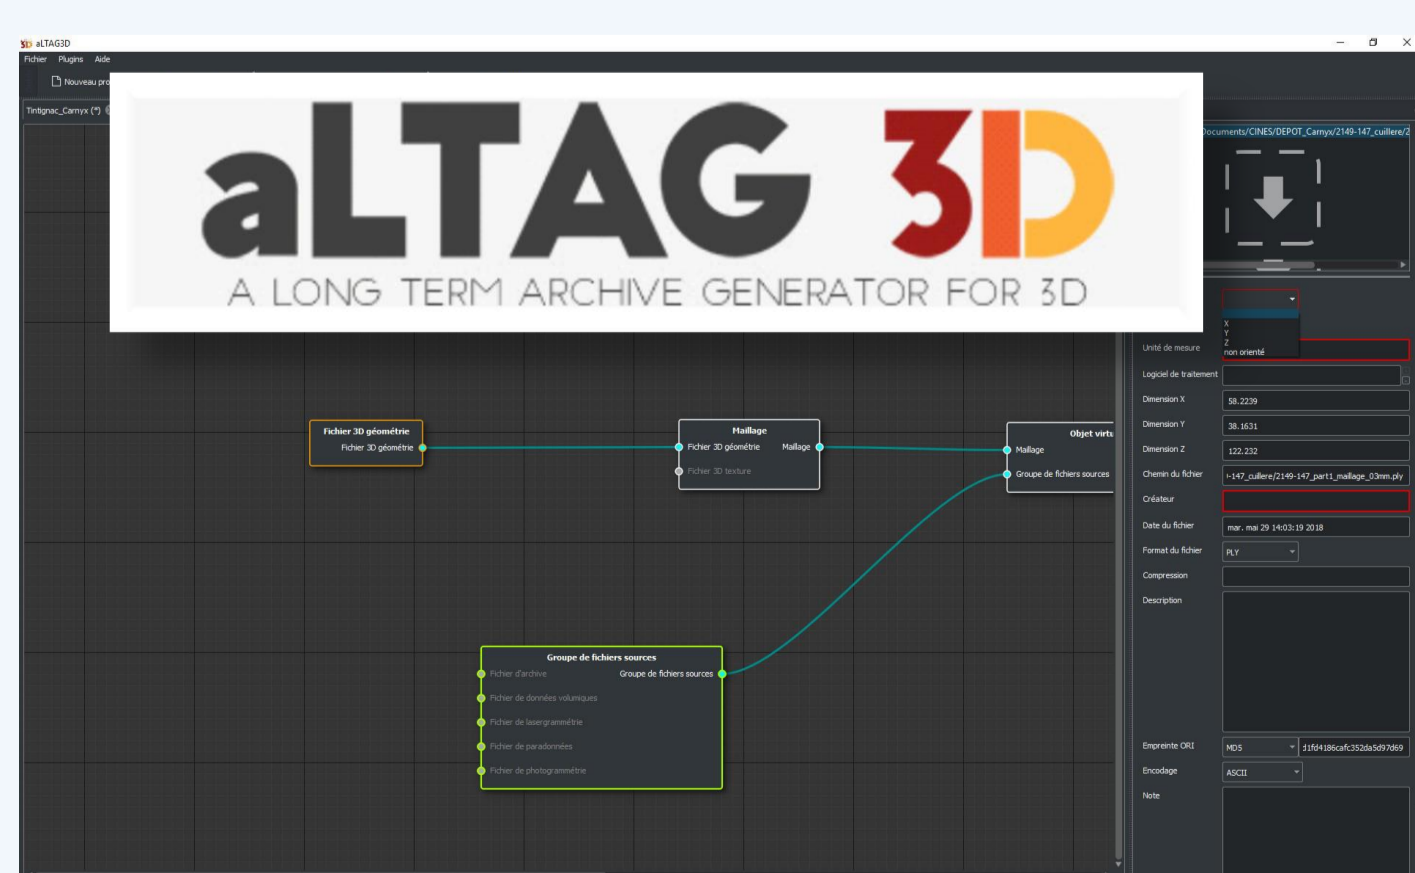 aLTAG3D
Fichier Plugins Aide
Nouveau pro
Tintignac_Carnyx (*)
aLTAG 3D
A LONG TERM ARCHIVE GENERATOR FOR 3D
Documents/CINES/DEPOT_Carnyx/2149-147_cuillere/2
X
Y
Z
non orienté
Unité de mesure
Logiciel de traitement
Dimension X 58.2239
Dimension Y 38.1631
Dimension Z 122.232
Chemin du fichier -147_cuillere/2149-147_part1_maillage_03mm.ply
Créateur
Date du fichier mar. mai 29 14:03:19 2018
Format du fichier PLY
Compression
Description
Empreinte ORI MD5 d1fd4186cafc352da5d97d69
Encodage ASCII
Note
Fichier 3D géométrie
Fichier 3D géométrie
Maillage
Fichier 3D géométrie Maillage
Fichier 3D texture
Objet virtu
Maillage
Groupe de fichiers sources
Groupe de fichiers sources
Fichier d'archive Groupe de fichiers sources
Fichier de données volumiques
Fichier de lasergrammétrie
Fichier de paradonnées
Fichier de photogrammétrie